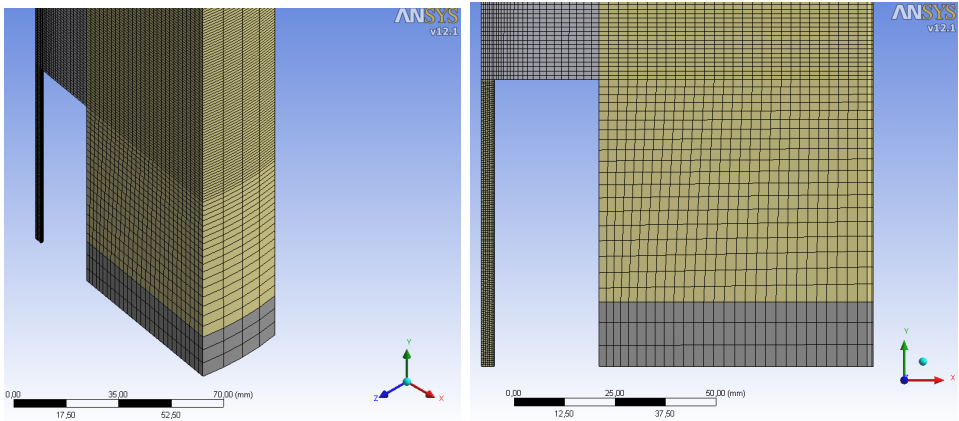 ANSYS
v12.1
Y
Z
X
0,00
35,00
70,00 (mm)
17,50
52,50
ANSYS
v12.1
Y
X
0,00
25,00
50,00 (mm)
12,50
37,50